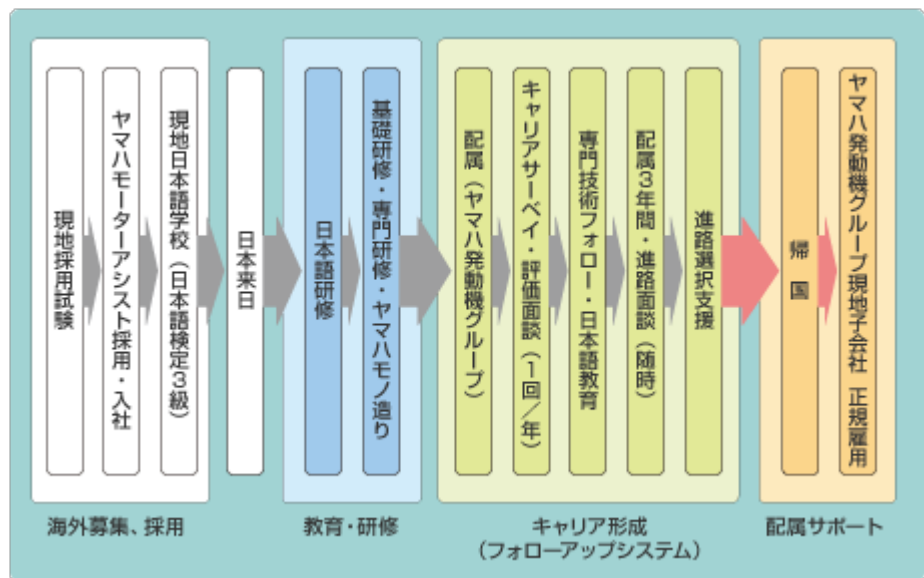 現地採用試験
ヤマハモーターアシスト採用・入社
現地日本語学校（日本語検定3級）
海外募集、採用
日本来日
日本語研修
基礎研修・専門研修・ヤマハモノ造り
教育・研修
配属（ヤマハ発動機グループ）
キャリアサーベイ・評価面談（1回／年）
専門技術フォロー・日本語教育
配属3年間・進路面談（随時）
進路選択支援
キャリア形成
（フォローアップシステム）
帰国
ヤマハ発動機グループ現地子会社 正規雇用
配属サポート